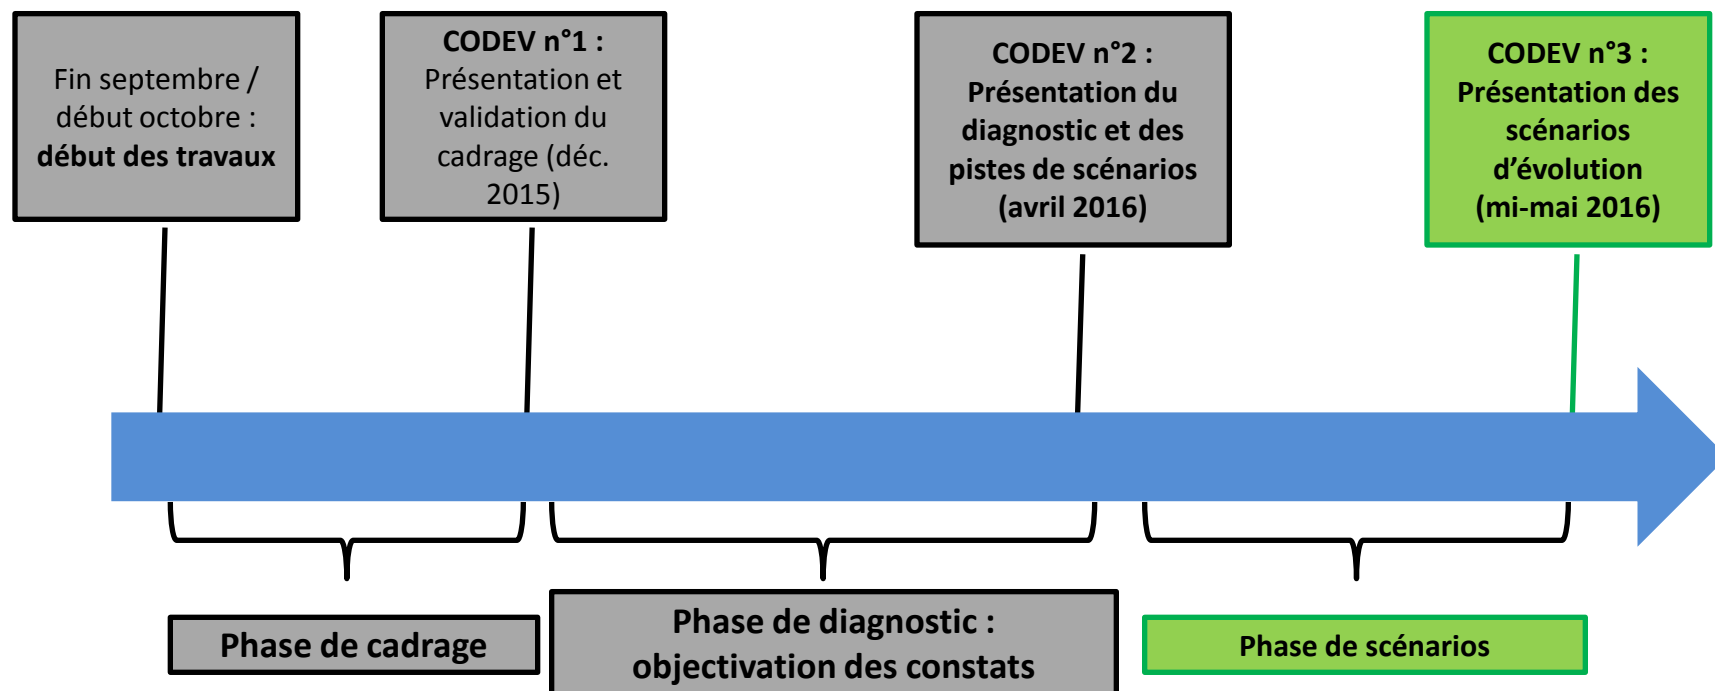 Fin septembre /
début octobre :
début des travaux
CODEV n°1 :
Présentation et
validation du
cadrage (déc.
2015)
CODEV n°2 :
Présentation du
diagnostic et des
pistes de scénarios
(avril 2016)
CODEV n°3 :
Présentation des
scénarios
d’évolution
(mi-mai 2016)
Phase de cadrage
Phase de diagnostic :
objectivation des constats
Phase de scénarios